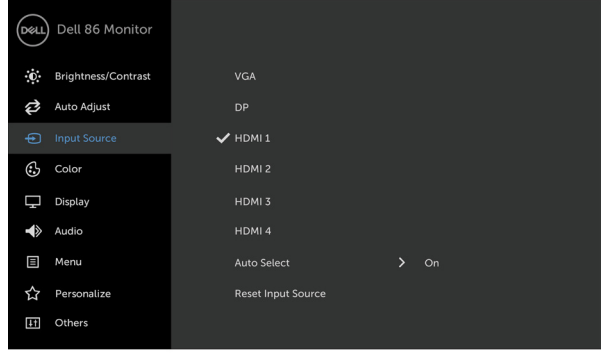 DELL Dell 86 Monitor
Brightness/Contrast VGA
Auto Adjust DP
Input Source HDMI 1
Color HDMI 2
Display HDMI 3
Audio HDMI 4
Menu Auto Select On
Personalize Reset Input Source
Others